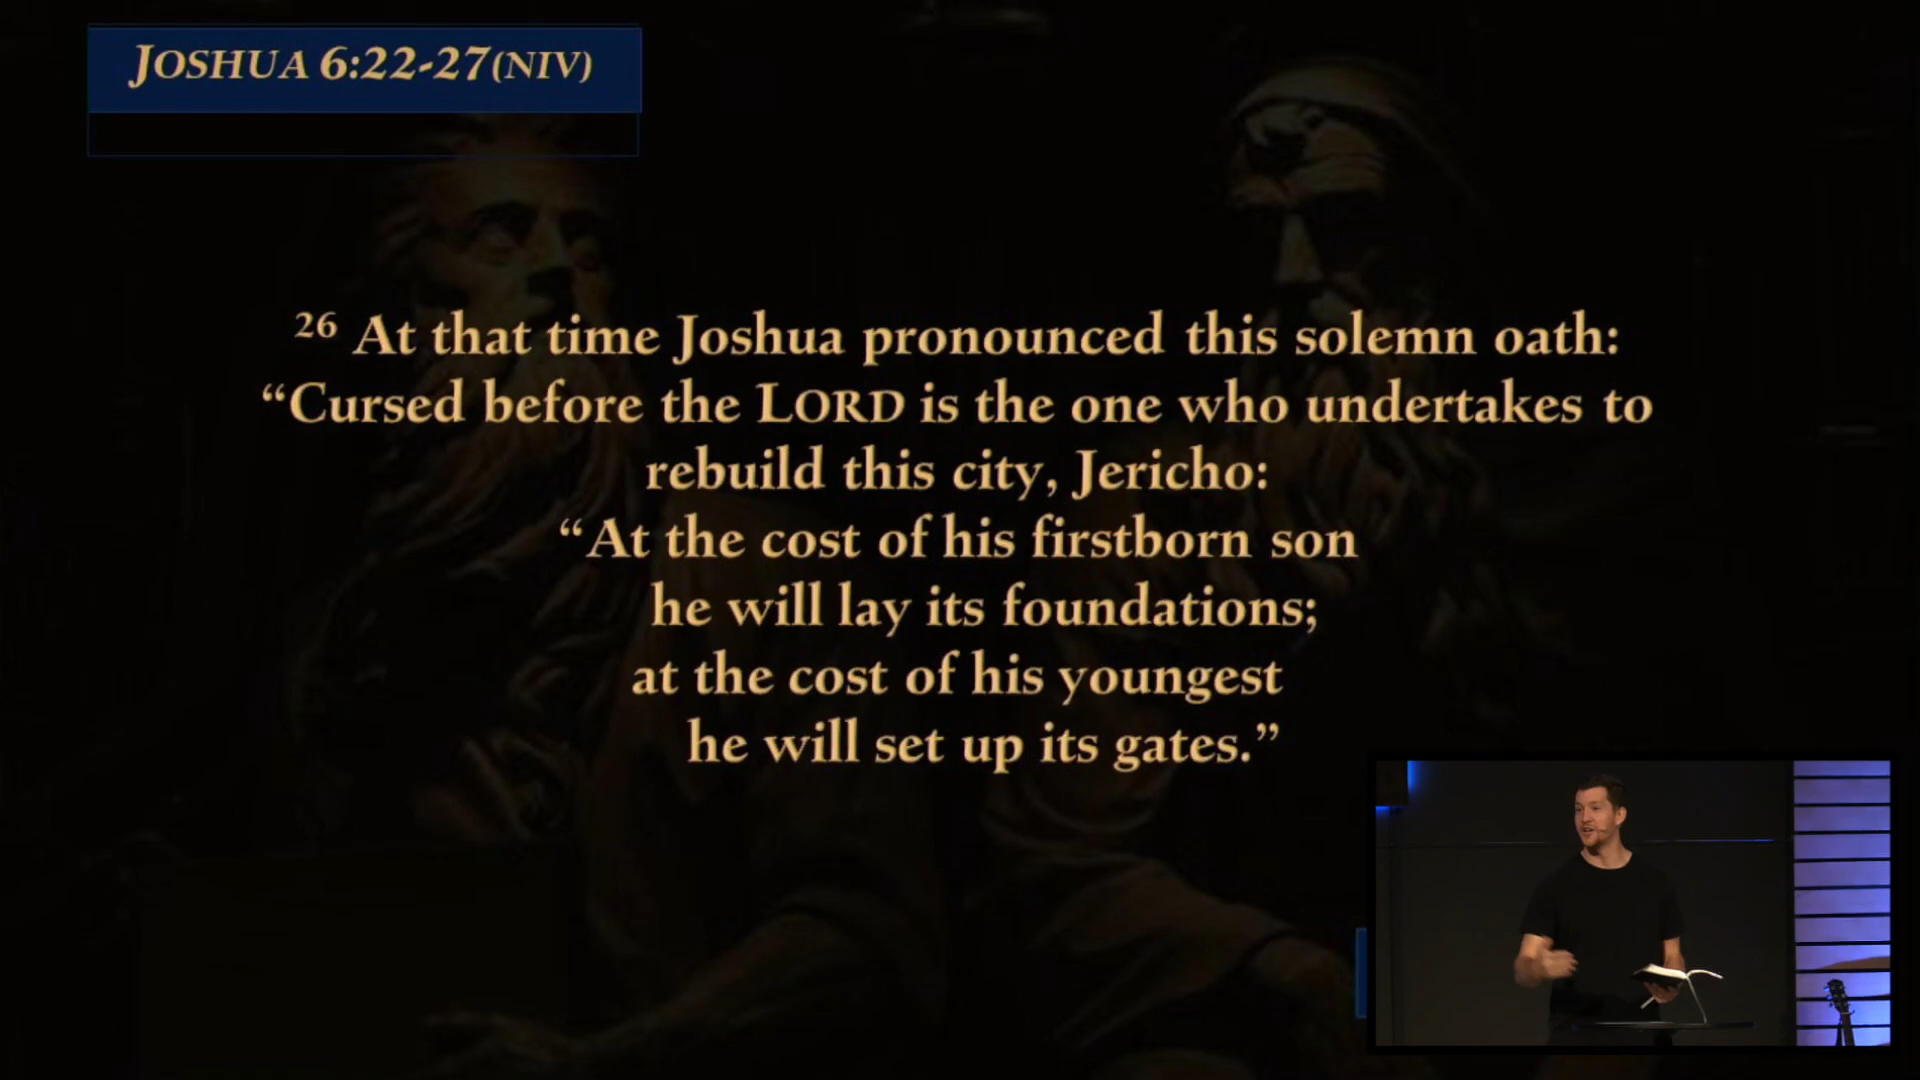 JOSHUA 6:22-27(NIV)
26 At that time Joshua pronounced this solemn oath:
“Cursed before the LORD is the one who undertakes to
rebuild this city, Jericho:
“At the cost of his firstborn son
he will lay its foundations;
at the cost of his youngest
he will set up its gates.”